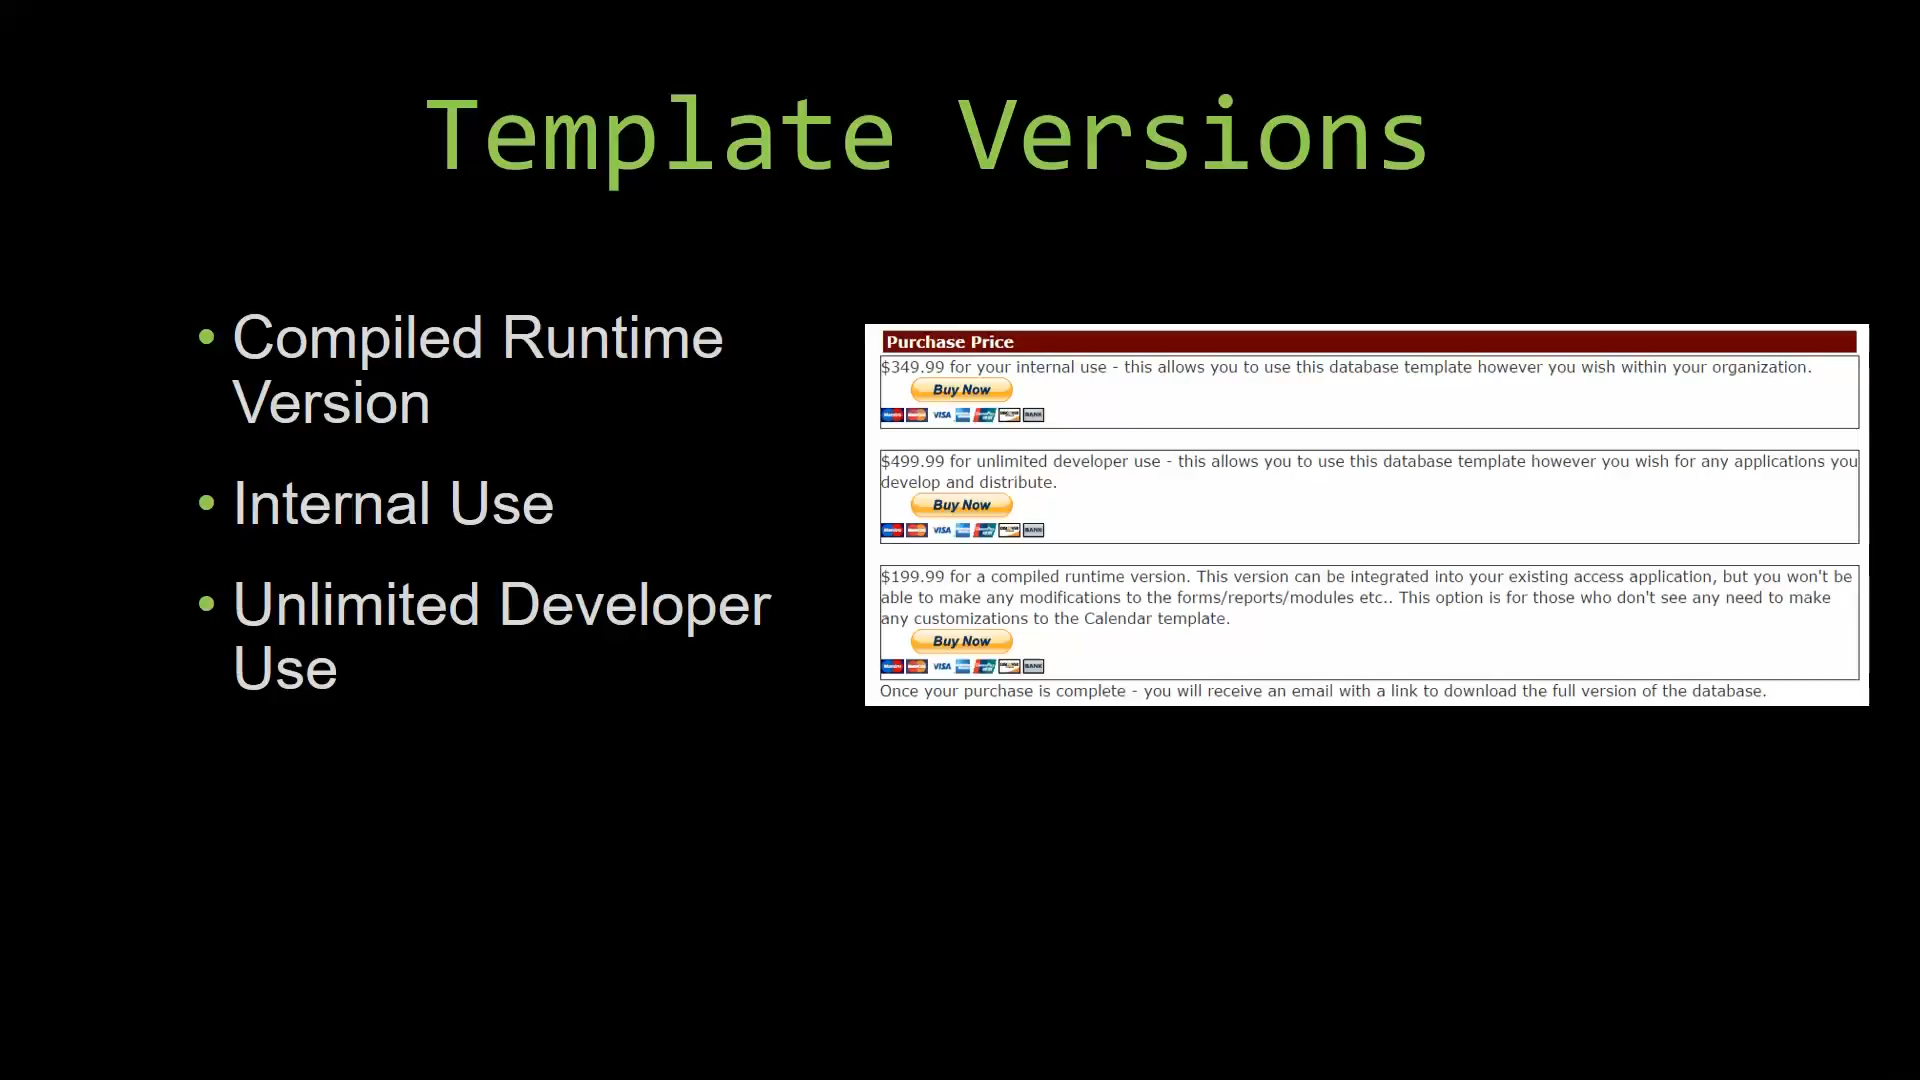 Template Versions
• Compiled Runtime
Version
• Internal Use
• Unlimited Developer
Use
Purchase Price
$349.99 for your internal use - this allows you to use this database template however you wish within your organization.
Buy Now
VISA BANK
$499.99 for unlimited developer use - this allows you to use this database template however you wish for any applications you
develop and distribute.
Buy Now
VISA BANK
$199.99 for a compiled runtime version. This version can be integrated into your existing access application, but you won't be
able to make any modifications to the forms/reports/modules etc.. This option is for those who don't see any need to make
any customizations to the Calendar template.
Buy Now
VISA BANK
Once your purchase is complete - you will receive an email with a link to download the full version of the database.